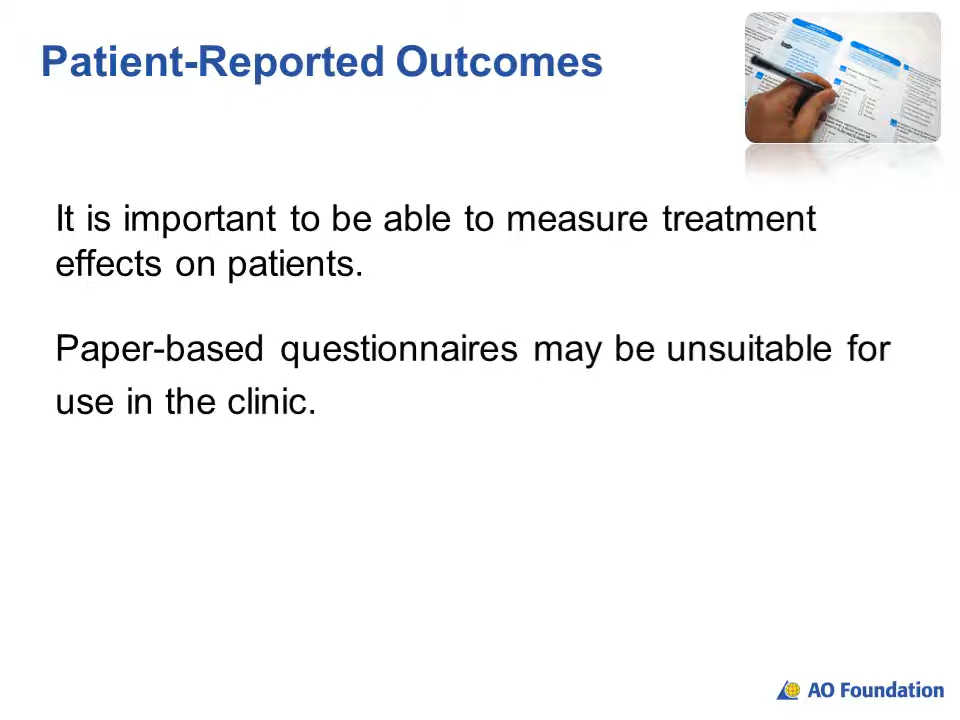 Patient-Reported Outcomes
It is important to be able to measure treatment
effects on patients.
Paper-based questionnaires may be unsuitable for
use in the clinic.
AO Foundation